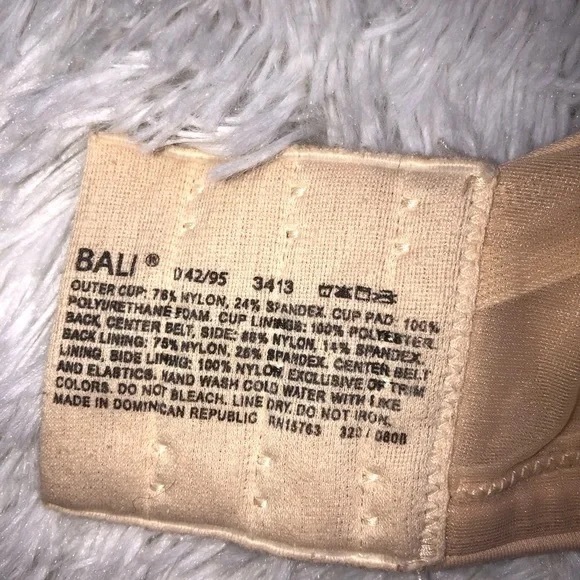 BALI ® D 42/95 3413
OUTER CUP: 76% NYLON, 24% SPANDEX. CUP PAD: 100%
POLYURETHANE FOAM. CUP LININGS: 100% POLYESTER.
BACK, CENTER BELT, SIDE: 86% NYLON, 14% SPANDEX.
BACK LINING: 75% NYLON, 25% SPANDEX. CENTER BELT
LINING, SIDE LINING: 100% NYLON. EXCLUSIVE OF TRIM
AND ELASTICS. HAND WASH COLD WATER WITH LIKE
COLORS. DO NOT BLEACH. LINE DRY. DO NOT IRON.
MADE IN DOMINICAN REPUBLIC RN15763 329 / 0808